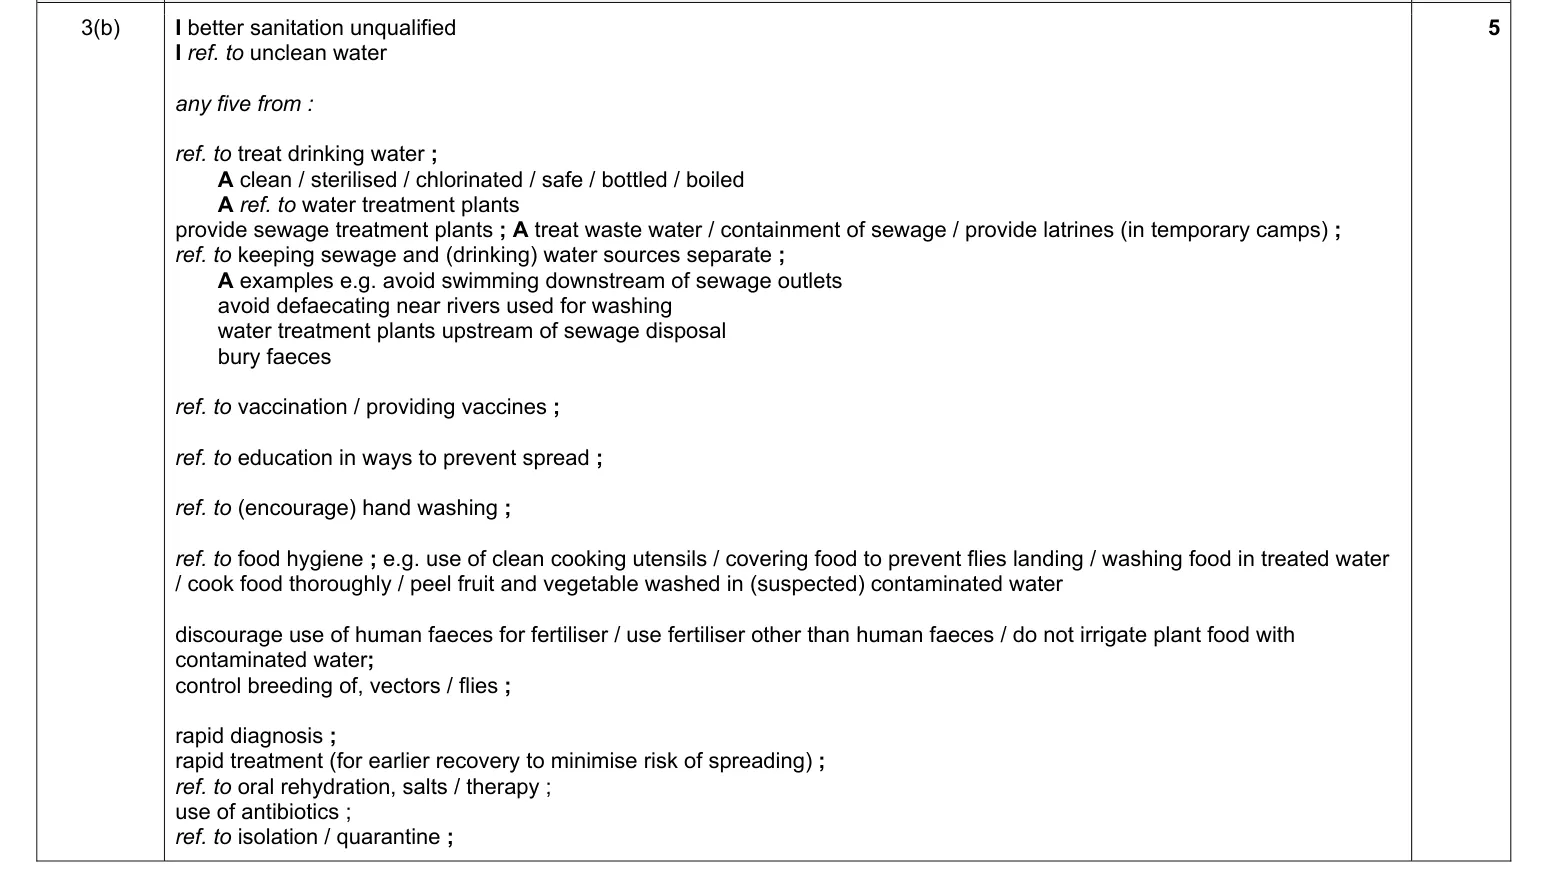 3(b)
I better sanitation unqualified
5
I ref. to unclean water
any five from :
ref. to treat drinking water ;
A clean / sterilised / chlorinated / safe / bottled / boiled
A ref. to water treatment plants
provide sewage treatment plants ; A treat waste water / containment of sewage / provide latrines (in temporary camps) ;
ref. to keeping sewage and (drinking) water sources separate ;
A examples e.g. avoid swimming downstream of sewage outlets
avoid defaecating near rivers used for washing
water treatment plants upstream of sewage disposal
bury faeces
ref. to vaccination / providing vaccines ;
ref. to education in ways to prevent spread ;
ref. to (encourage) hand washing ;
ref. to food hygiene ; e.g. use of clean cooking utensils / covering food to prevent flies landing / washing food in treated water
/ cook food thoroughly / peel fruit and vegetable washed in (suspected) contaminated water
discourage use of human faeces for fertiliser / use fertiliser other than human faeces / do not irrigate plant food with
contaminated water;
control breeding of, vectors / flies ;
rapid diagnosis ;
rapid treatment (for earlier recovery to minimise risk of spreading) ;
ref. to oral rehydration, salts / therapy ;
use of antibiotics ;
ref. to isolation / quarantine ;